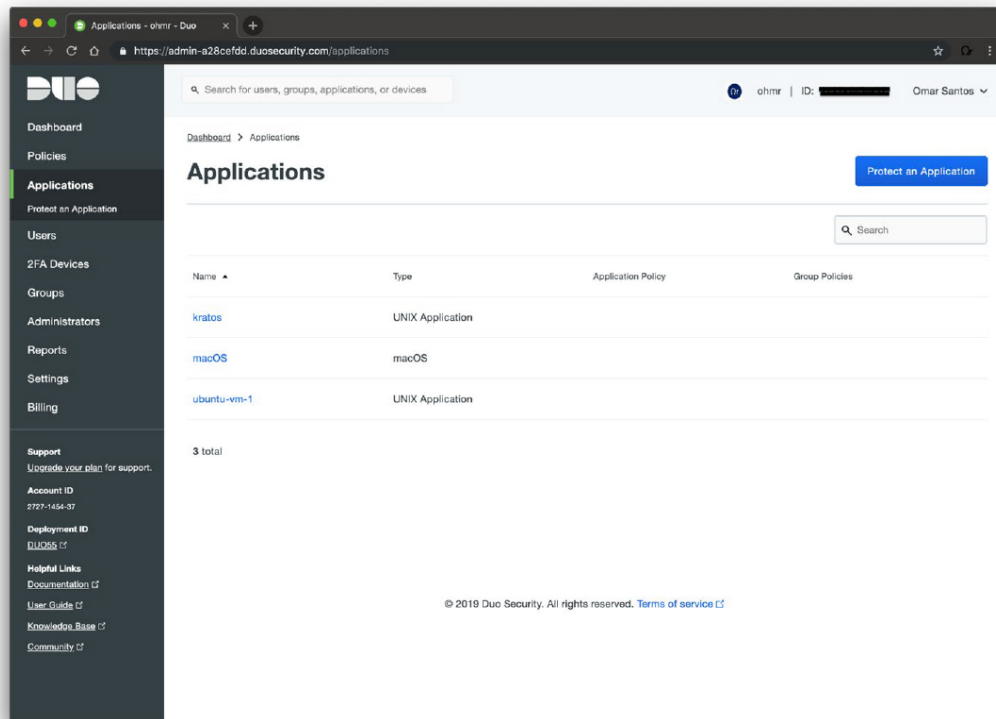 Applications - ohmr - Duo
https://admin-a28cefdd.duosecurity.com/applications
DUO
Search for users, groups, applications, or devices
ohmr | ID:
Omar Santos
Dashboard
Policies
Applications
Protect an Application
Users
2FA Devices
Groups
Administrators
Reports
Settings
Billing
Support
Upgrade your plan for support.
Account ID
2727-1454-37
Deployment ID
DUO55
Helpful Links
Documentation
User Guide
Knowledge Base
Community
Dashboard > Applications
Applications
Protect an Application
Search
Name Type Application Policy Group Policies
kratos UNIX Application
macOS macOS
ubuntu-vm-1 UNIX Application
3 total
© 2019 Duo Security. All rights reserved. Terms of service